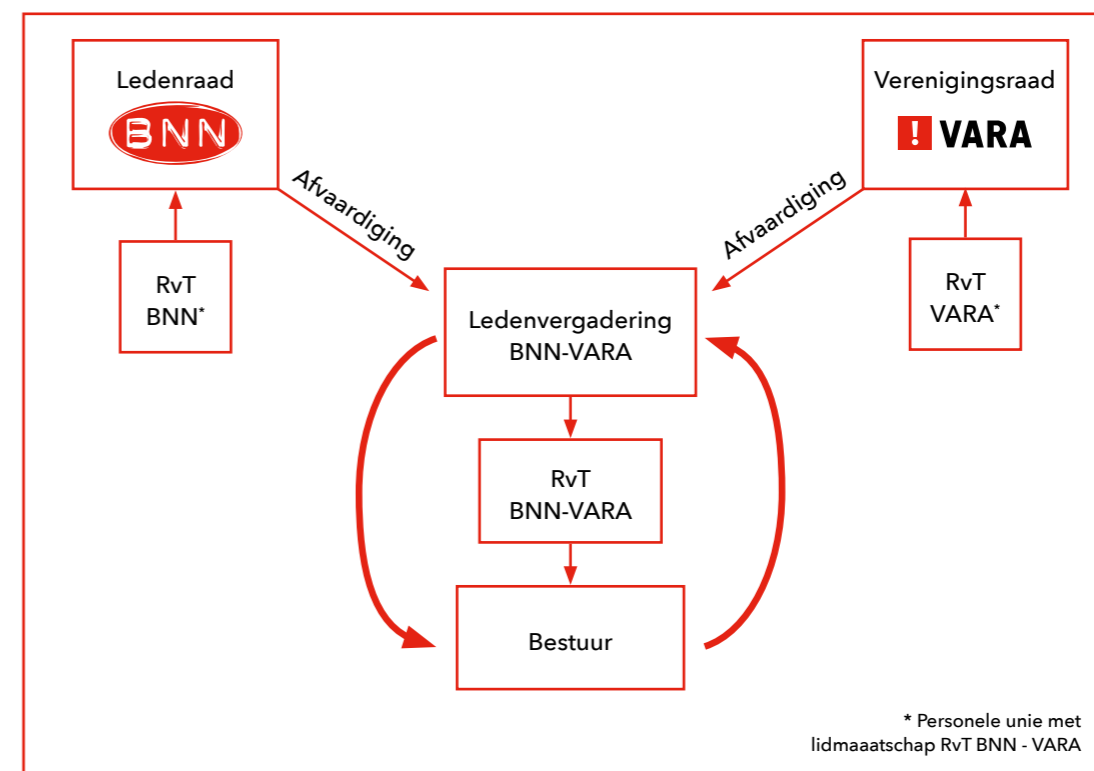 Ledenraad
BNN
Verenigingsraad
! VARA
Afvaardiging
Afvaardiging
RvT
BNN*
RvT
VARA*
Ledenvergadering
BNN-VARA
RvT
BNN-VARA
Bestuur
* Personele unie met
lidmaaatschap RvT BNN - VARA